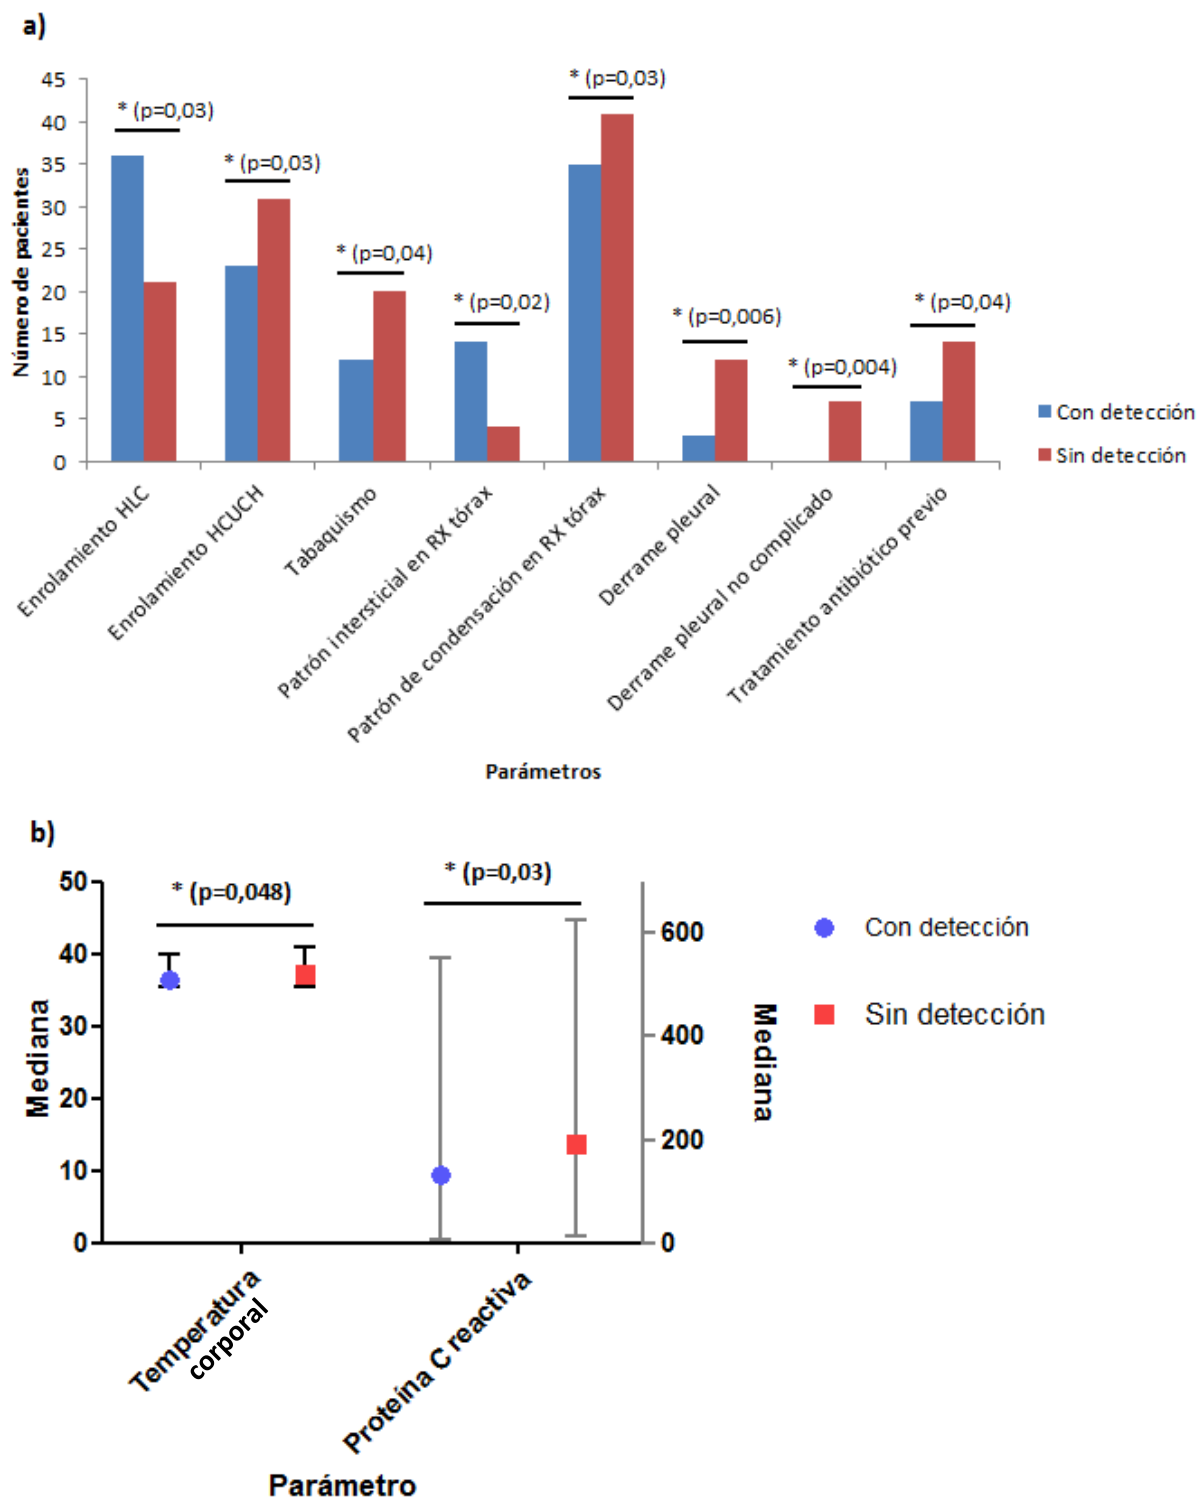 a)
45
40
35
30
25
20
15
10
5
0
Número de pacientes
* (p=0,03)
* (p=0,03)
* (p=0,04)
* (p=0,02)
* (p=0,03)
* (p=0,006)
* (p=0,004)
* (p=0,04)
Con detección
Sin detección
Enrolamiento HLC
Enrolamiento HCUCH
Tabaquismo
Patrón intersticial en RX tórax
Patrón de condensación en RX tórax
Derrame pleural
Derrame pleural no complicado
Tratamiento antibiótico previo
Parámetros
b)
50
40
30
20
10
0
Mediana
* (p=0,048)
* (p=0,03)
600
400
200
0
Mediana
Con detección
Sin detección
Temperatura
corporal
Proteína C reactiva
Parámetro